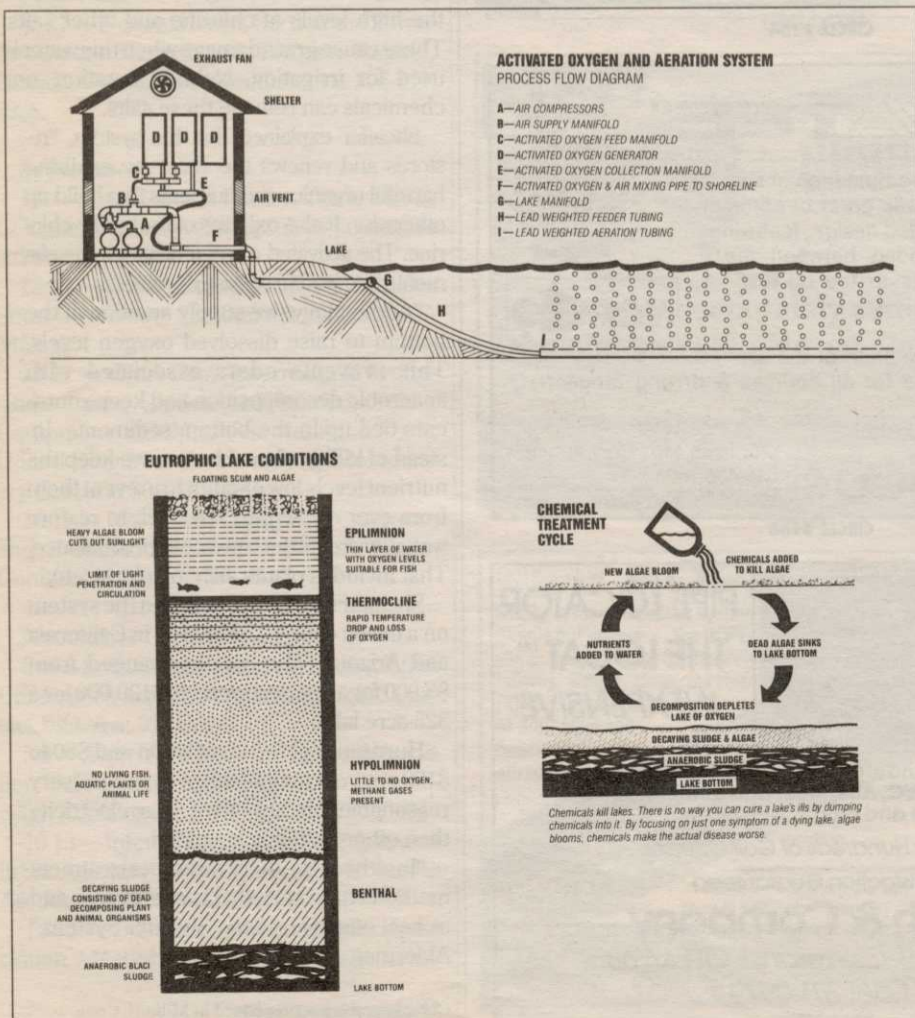 EXHAUST FAN
SHELTER
D D D
C
B
E
AIR VENT
A
F
LAKE
G
H
I
ACTIVATED OXYGEN AND AERATION SYSTEM
PROCESS FLOW DIAGRAM
A—AIR COMPRESSORS
B—AIR SUPPLY MANIFOLD
C—ACTIVATED OXYGEN FEED MANIFOLD
D—ACTIVATED OXYGEN GENERATOR
E—ACTIVATED OXYGEN COLLECTION MANIFOLD
F—ACTIVATED OXYGEN & AIR MIXING PIPE TO SHORELINE
G—LAKE MANIFOLD
H—LEAD WEIGHTED FEEDER TUBING
I—LEAD WEIGHTED AERATION TUBING
EUTROPHIC LAKE CONDITIONS
FLOATING SCUM AND ALGAE
HEAVY ALGAE BLOOM
CUTS OUT SUNLIGHT
LIMIT OF LIGHT
PENETRATION AND
CIRCULATION
NO LIVING FISH,
AQUATIC PLANTS OR
ANIMAL LIFE
DECAYING SLUDGE
CONSISTING OF DEAD
DECOMPOSING PLANT
AND ANIMAL ORGANISMS
ANAEROBIC BLACI
SLUDGE
EPILIMNION
THIN LAYER OF WATER
WITH OXYGEN LEVELS
SUITABLE FOR FISH
THERMOCLINE
RAPID TEMPERATURE
DROP AND LOSS
OF OXYGEN
HYPOLIMNION
LITTLE TO NO OXYGEN,
METHANE GASES
PRESENT
BENTHAL
LAKE BOTTOM
CHEMICAL
TREATMENT
CYCLE
NEW ALGAE BLOOM
CHEMICALS ADDED
TO KILL ALGAE
NUTRIENTS
ADDED TO WATER
DEAD ALGAE SINKS
TO LAKE BOTTOM
DECOMPOSITION DEPLETES
LAKE OF OXYGEN
DECAYING SLUDGE & ALGAE
ANAEROBIC SLUDGE
LAKE BOTTOM
Chemicals kill lakes. There is no way you can cure a lake's ills by dumping
chemicals into it. By focusing on just one symptom of a dying lake, algae
blooms, chemicals make the actual disease worse.